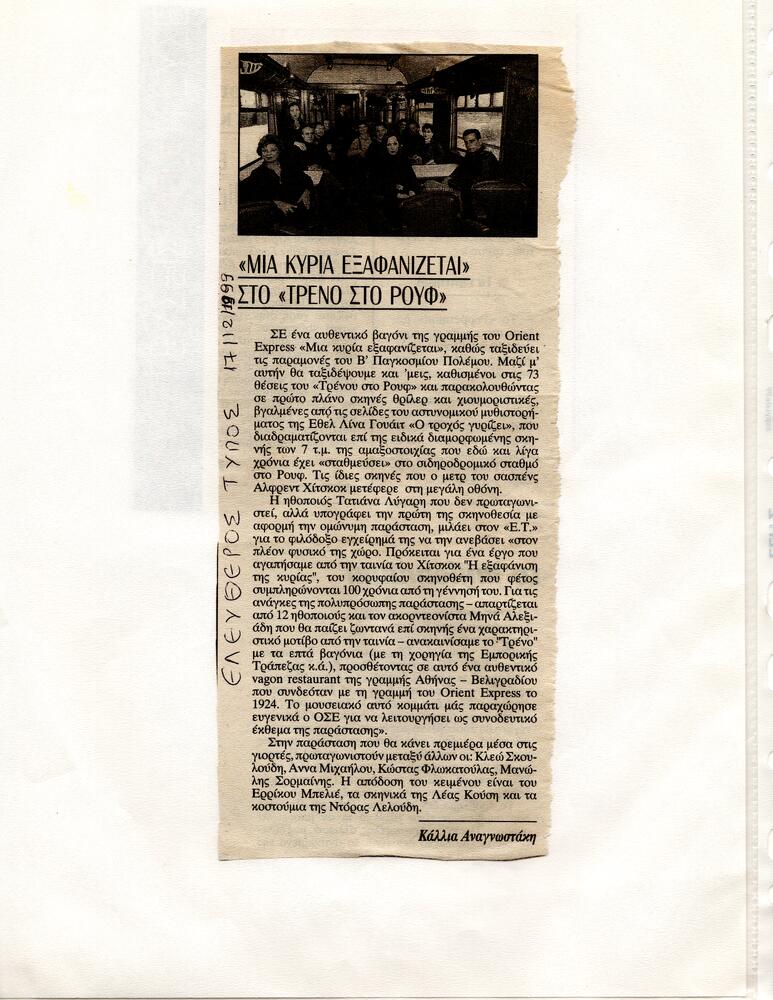 «ΜΙΑ ΚΥΡΙΑ ΕΞΑΦΑΝΙΖΕΤΑΙ»
ΣΤΟ «ΤΡΕΝΟ ΣΤΟ ΡΟΥΦ»
ΣΕ ένα αυθεντικό βαγόνι της γραμμής του Orient
Express «Μια κυρία εξαφανίζεται», καθώς ταξιδεύει
τις παραμονές του Β' Παγκοσμίου Πολέμου. Μαζί μ'
αυτήν θα ταξιδέψουμε και 'μεις, καθισμένοι στις 73
θέσεις του «Τρένου στο Ρουφ» και παρακολουθώντας
σε πρώτο πλάνο σκηνές θρίλερ και χιουμοριστικές,
βγαλμένες από τις σελίδες του αστυνομικού μυθιστορή-
ματος της Εθελ Λίνα Γουάιτ «Ο τροχός γυρίζει», που
διαδραματίζονται επί της ειδικά διαμορφωμένης σκη-
νής των 7 τ.μ. της αμαξοστοιχίας που εδώ και λίγα
χρόνια έχει «σταθμεύσει» στο σιδηροδρομικό σταθμό
στο Ρουφ. Τις ίδιες σκηνές που ο μετρ του σασπένς
Αλφρεντ Χίτσκοκ μετέφερε στη μεγάλη οθόνη.
Η ηθοποιός Τατιάνα Λύγαρη που δεν πρωταγωνι-
στεί, αλλά υπογράφει την πρώτη της σκηνοθεσία με
αφορμή την ομώνυμη παράσταση, μιλάει στον «Ε.Τ.»
για το φιλόδοξο εγχείρημά της να την ανεβάσει «στον
πλέον φυσικό της χώρο. Πρόκειται για ένα έργο που
αγαπήσαμε από την ταινία του Χίτσκοκ "Η εξαφάνιση
της κυρίας", του κορυφαίου σκηνοθέτη που φέτος
συμπληρώνονται 100 χρόνια από τη γέννησή του. Για τις
ανάγκες της πολυπρόσωπης παράστασης – απαρτίζεται
από 12 ηθοποιούς και τον ακορντεονίστα Μηνά Αλεξι-
άδη που θα παίζει ζωντανά επί σκηνής ένα χαρακτηρι-
στικό μοτίβο από την ταινία – ανακαινίσαμε το "Τρένο"
με τα επτά βαγόνια (με τη χορηγία της Εμπορικής
Τράπεζας κ.ά.), προσθέτοντας σε αυτό ένα αυθεντικό
vagon restaurant της γραμμής Αθήνας – Βελιγραδίου
που συνδεόταν με τη γραμμή του Orient Express το
1924. Το μουσειακό αυτό κομμάτι μάς παραχώρησε
ευγενικά ο ΟΣΕ για να λειτουργήσει ως συνοδευτικό
έκθεμα της παράστασης».
Στην παράσταση που θα κάνει πρεμιέρα μέσα στις
γιορτές, πρωταγωνιστούν μεταξύ άλλων οι: Κλειώ Σκου-
λούδη, Αννα Μιχαήλου, Κώστας Φλωκατούλας, Μανώ-
λης Σορμαΐνης. Η απόδοση του κειμένου είναι του
Ερρίκου Μπελιέ, τα σκηνικά της Λέας Κούση και τα
κοστούμια της Ντόρας Λελούδη.
Κάλλια Αναγνωστάκη
ΕΛΕΥΘΕΡΟΣ ΤΥΠΟΣ 17/12/1999